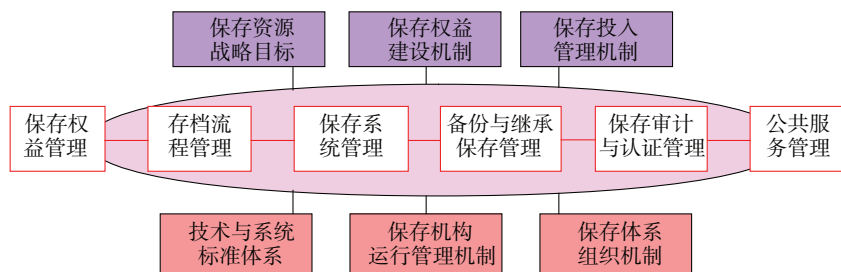 保存资源
战略目标
保存权益
建设机制
保存投入
管理机制
保存权
益管理
存档流
程管理
保存系
统管理
备份与继承
保存管理
保存审计
与认证管理
公共服
务管理
技术与系统
标准体系
保存机构
运行管理机制
保存体系
组织机制